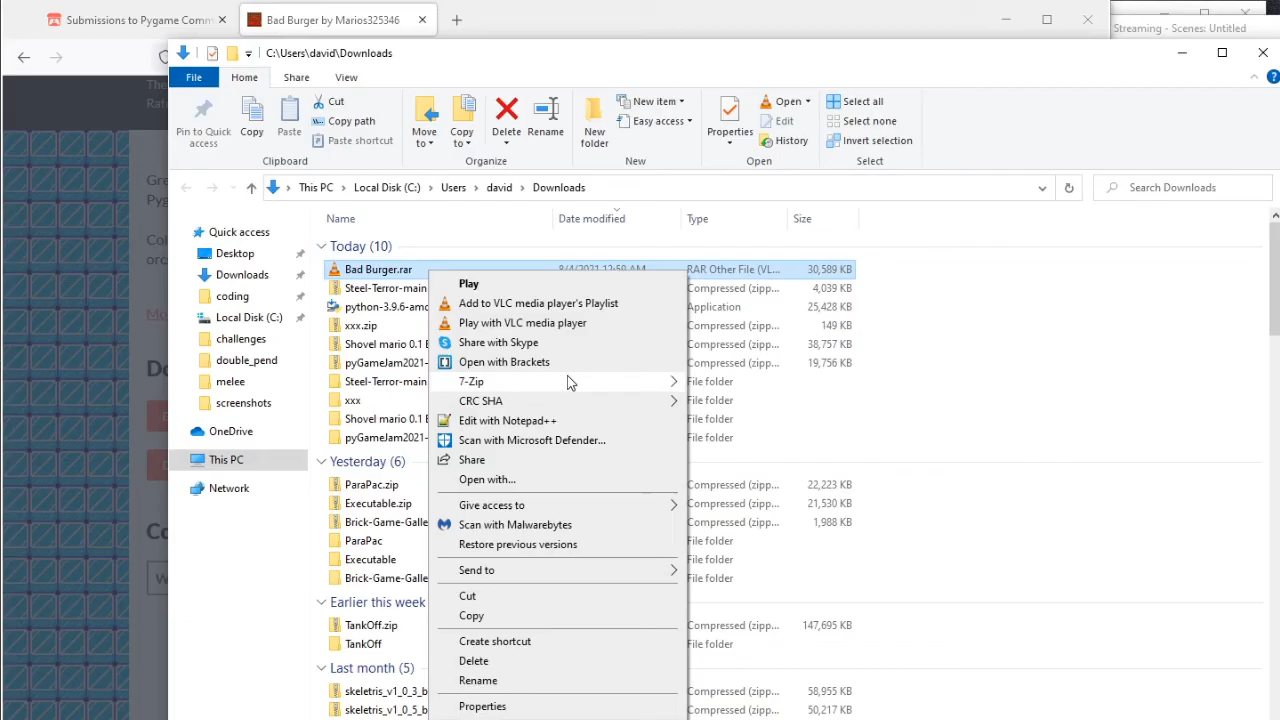 Submissions to Pygame Comm
Bad Burger by Marios325346
Streaming - Scenes: Untitled
C:\Users\david\Downloads
File Home Share View
Pin to Quick access
Copy
Paste
Cut
Copy path
Paste shortcut
Clipboard
Move to
Copy to
Delete
Rename
Organize
New folder
New item
Easy access
New
Properties
Open
Edit
History
Open
Select all
Select none
Invert selection
Select
This PC > Local Disk (C:) > Users > david > Downloads
Search Downloads
Name Date modified Type Size
Quick access
Desktop
Downloads
coding
Local Disk (C:)
challenges
double_pend
melee
screenshots
OneDrive
This PC
Network
Today (10)
Bad Burger.rar 8/4/2021 12:59 AM RAR Other File (VL... 30,589 KB
Steel-Terror-main Compressed (zipp... 4,039 KB
python-3.9.6-amd Application 25,428 KB
xxx.zip Compressed (zipp... 149 KB
Shovel mario 0.1 Compressed (zipp... 38,757 KB
pyGameJam2021- Compressed (zipp... 19,756 KB
Steel-Terror-main File folder
xxx File folder
Shovel mario 0.1 File folder
pyGameJam2021- File folder
Yesterday (6)
ParaPac.zip Compressed (zipp... 22,223 KB
Executable.zip Compressed (zipp... 21,530 KB
Brick-Game-Galle Compressed (zipp... 1,988 KB
ParaPac File folder
Executable File folder
Brick-Game-Galle File folder
Earlier this week
TankOff.zip Compressed (zipp... 147,695 KB
TankOff File folder
Last month (5)
skeletris_v1_0_3_b Compressed (zipp... 58,955 KB
skeletris_v1_0_5_b Compressed (zipp... 50,217 KB
Play
Add to VLC media player's Playlist
Play with VLC media player
Share with Skype
Open with Brackets
7-Zip
CRC SHA
Edit with Notepad++
Scan with Microsoft Defender...
Share
Open with...
Give access to
Scan with Malwarebytes
Restore previous versions
Send to
Cut
Copy
Create shortcut
Delete
Rename
Properties